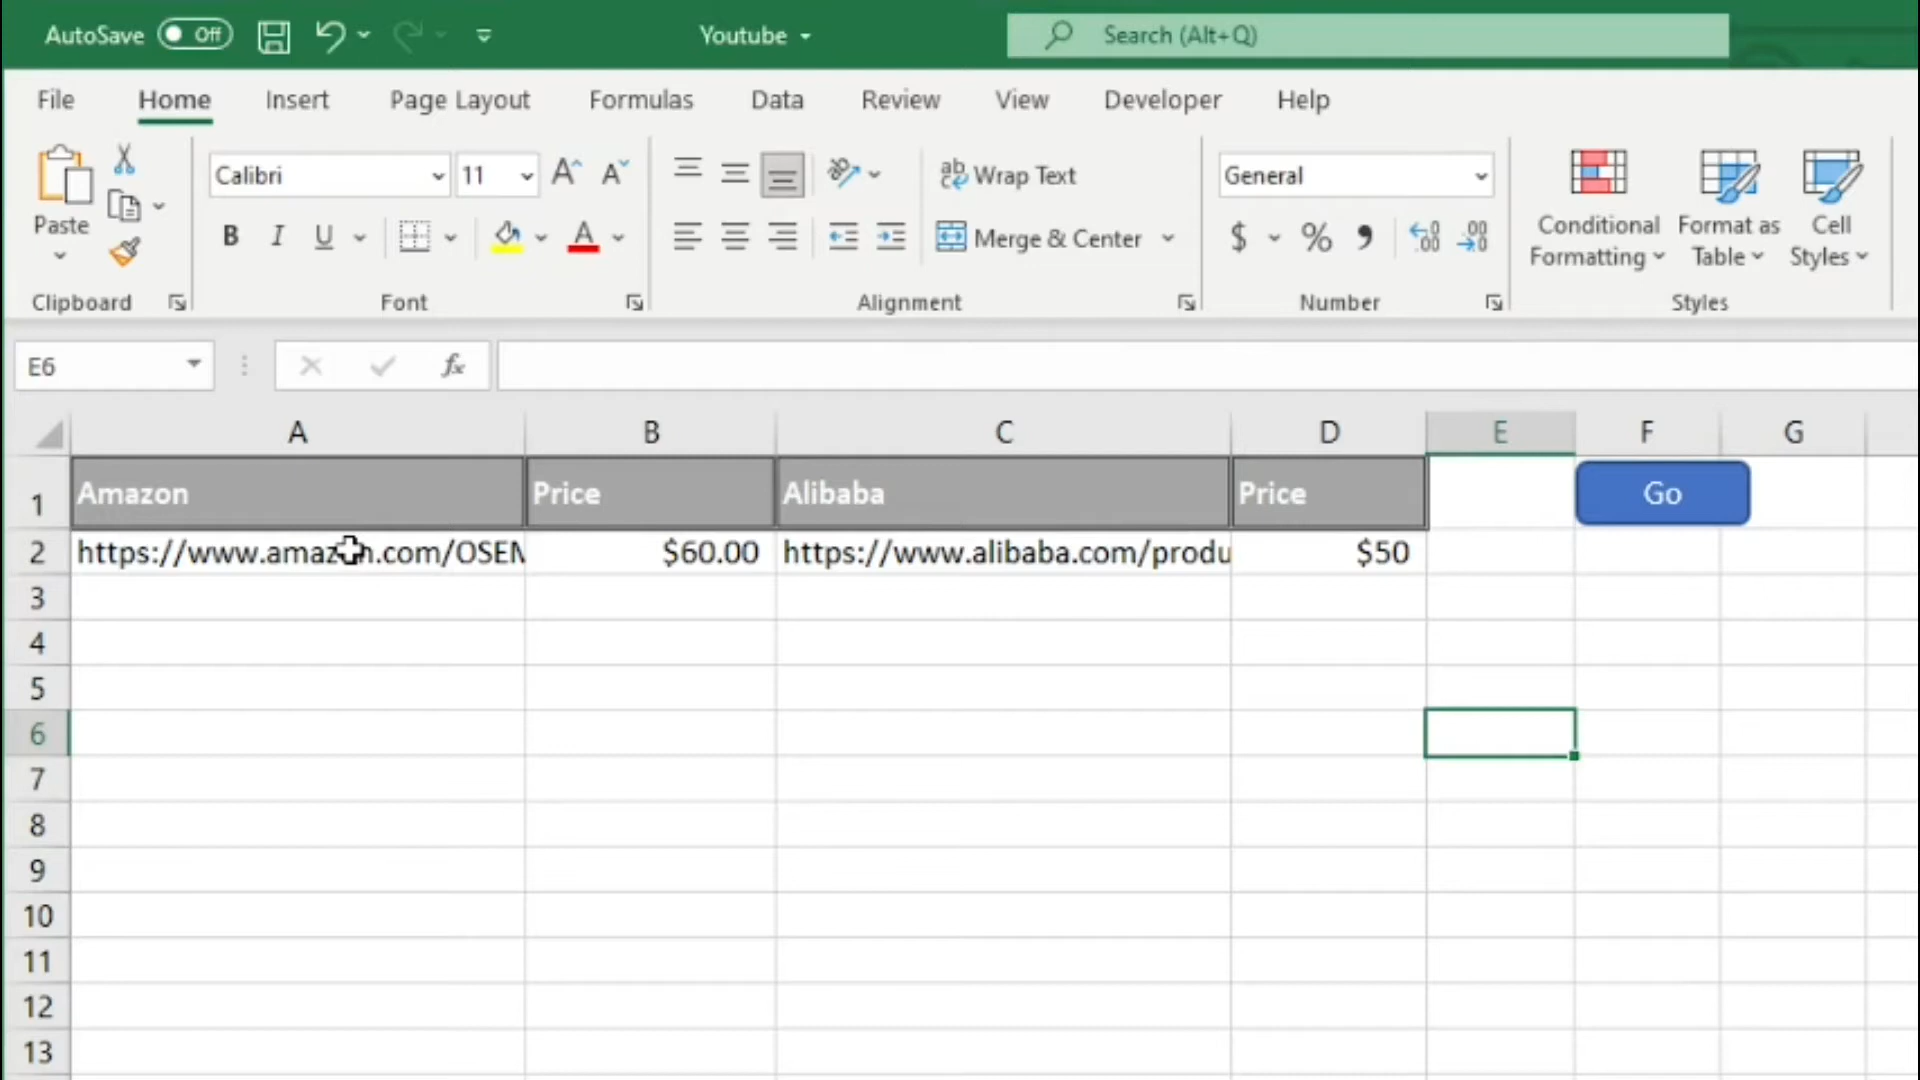 AutoSave Off Youtube Search (Alt+Q)
File Home Insert Page Layout Formulas Data Review View Developer Help
Calibri 11 Wrap Text General
Paste B I U A Merge & Center $ % Conditional Formatting Format as Table Cell Styles
Clipboard Font Alignment Number Styles
E6 fx
A B C D E F G
1 Amazon Price Alibaba Price Go
2 https://www.amazon.com/OSEM $60.00 https://www.alibaba.com/produ $50
3
4
5
6
7
8
9
10
11
12
13